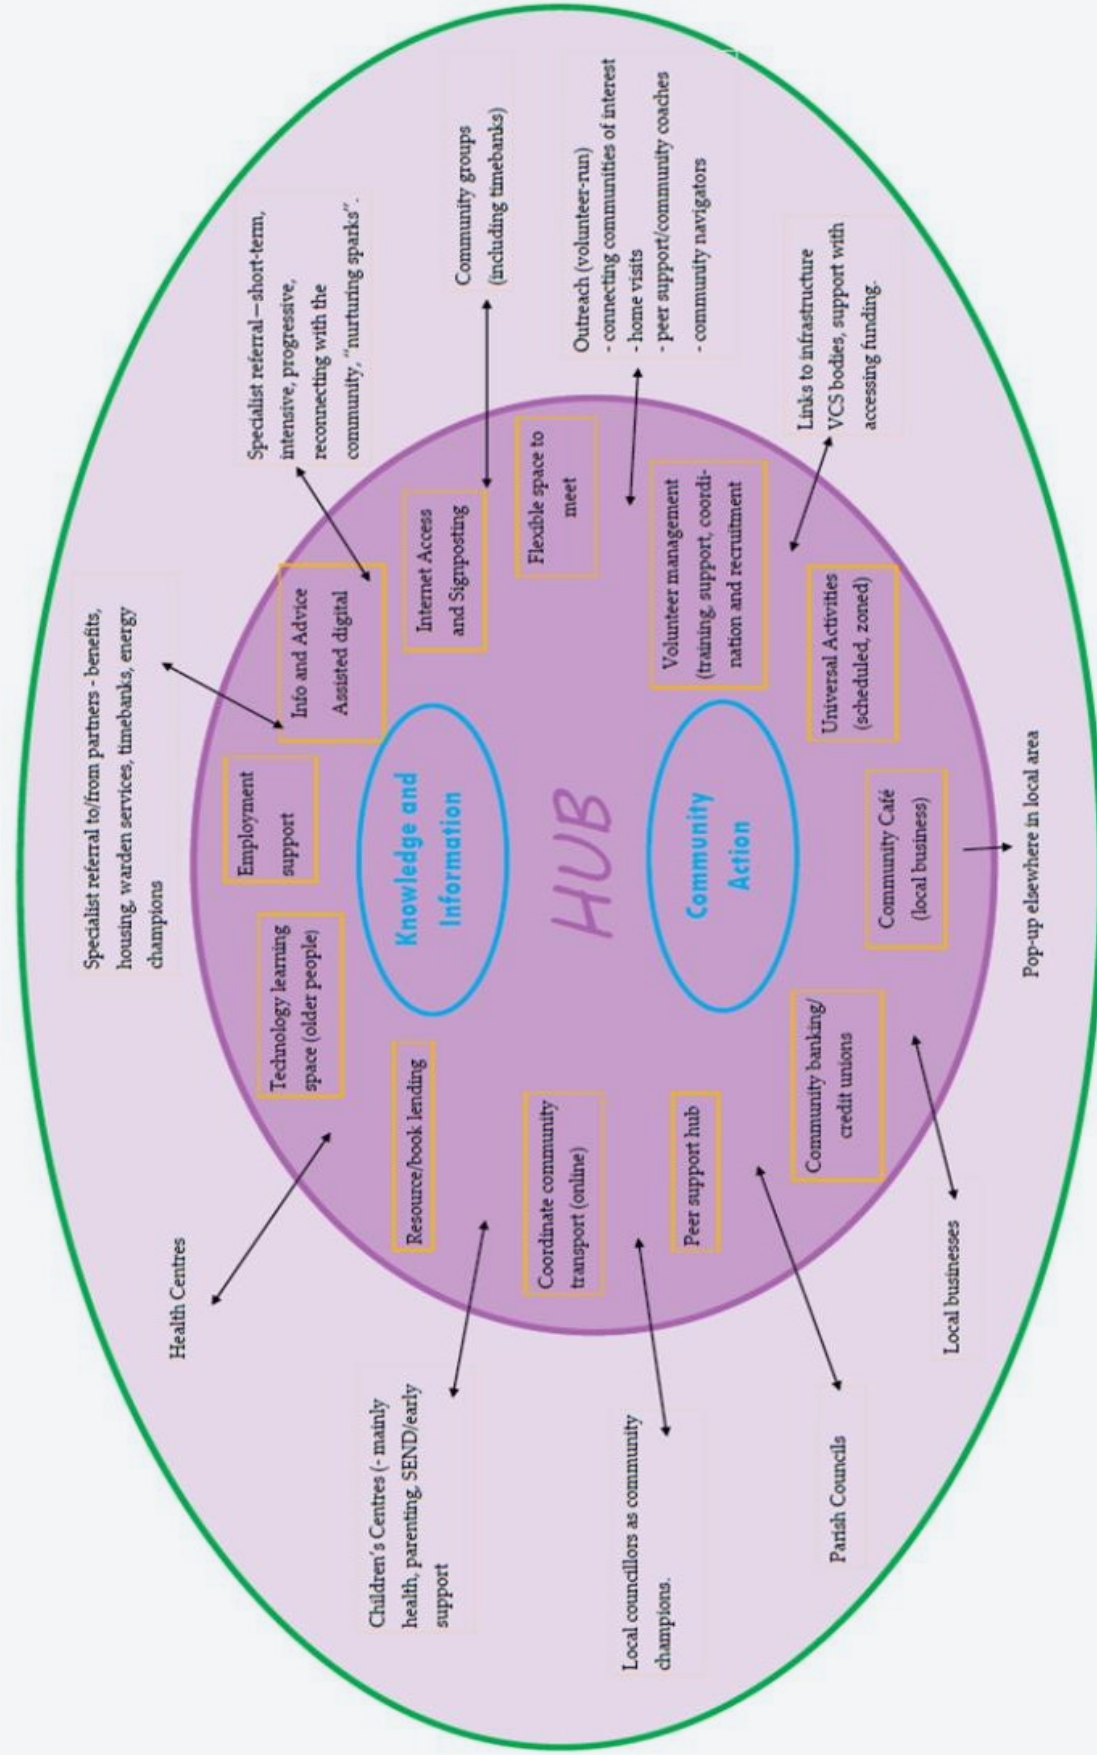 Specialist referral to/from partners - benefits,
housing, warden services, timebanks, energy
champions
Health Centres
Specialist referral – short-term,
intensive, progressive,
reconnecting with the
community, "nurturing sparks".
Children's Centres (- mainly
health, parenting, SEND/early
support
Community groups
(including timebanks)
Local councillors as community
champions.
Outreach (volunteer-run)
- connecting communities of interest
- home visits
- peer support/community coaches
- community navigators
Parish Councils
Links to infrastructure
VCS bodies, support with
accessing funding.
Local businesses
Pop-up elsewhere in local area
Employment
support
Technology learning
space (older people)
Info and Advice
Assisted digital
Resource/book lending
Knowledge and
Information
Internet Access
and Signposting
Coordinate community
transport (online)
HUB
Flexible space to
meet
Peer support hub
Community
Action
Volunteer management
(training, support, coordi-
nation and recruitment
Community banking/
credit unions
Universal Activities
(scheduled, zoned)
Community Café
(local business)